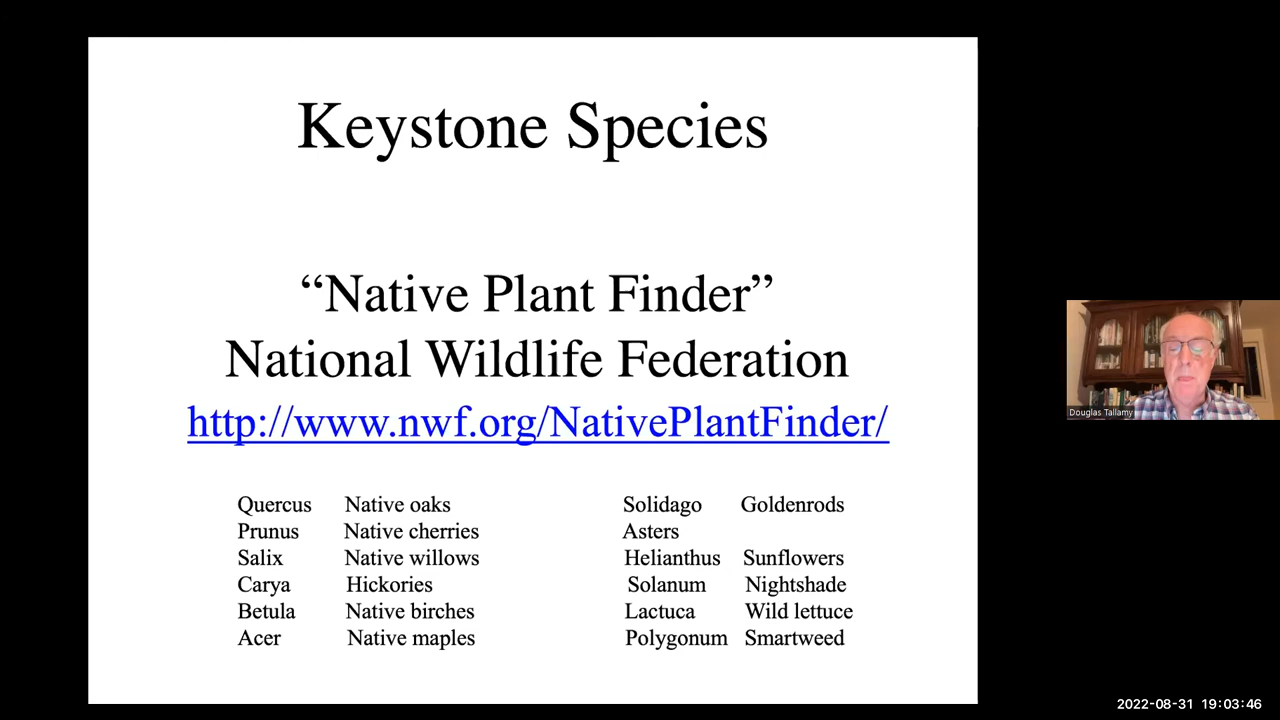 Keystone Species
“Native Plant Finder”
National Wildlife Federation
http://www.nwf.org/NativePlantFinder/
Quercus Native oaks
Prunus Native cherries
Salix Native willows
Carya Hickories
Betula Native birches
Acer Native maples
Solidago Goldenrods
Asters
Helianthus Sunflowers
Solanum Nightshade
Lactuca Wild lettuce
Polygonum Smartweed
Douglas Tallamy
2022-08-31 19:03:46